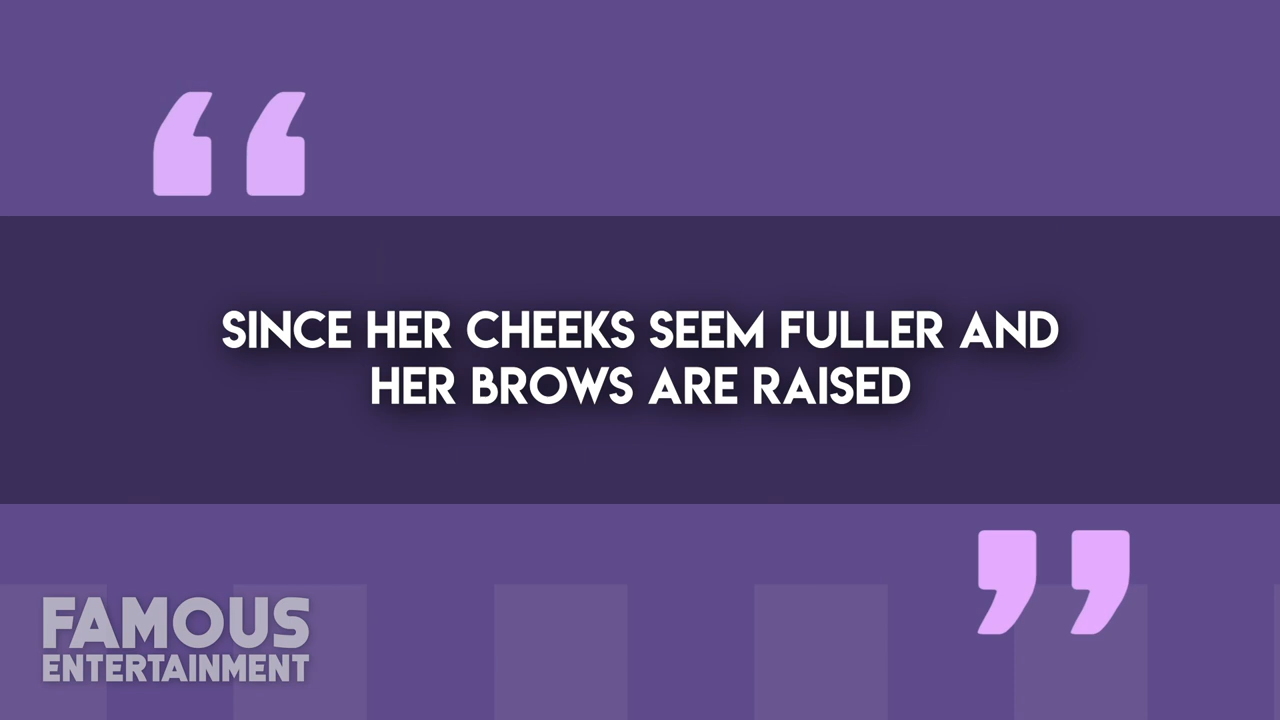 “
SINCE HER CHEEKS SEEM FULLER AND
HER BROWS ARE RAISED
”
FAMOUS
ENTERTAINMENT